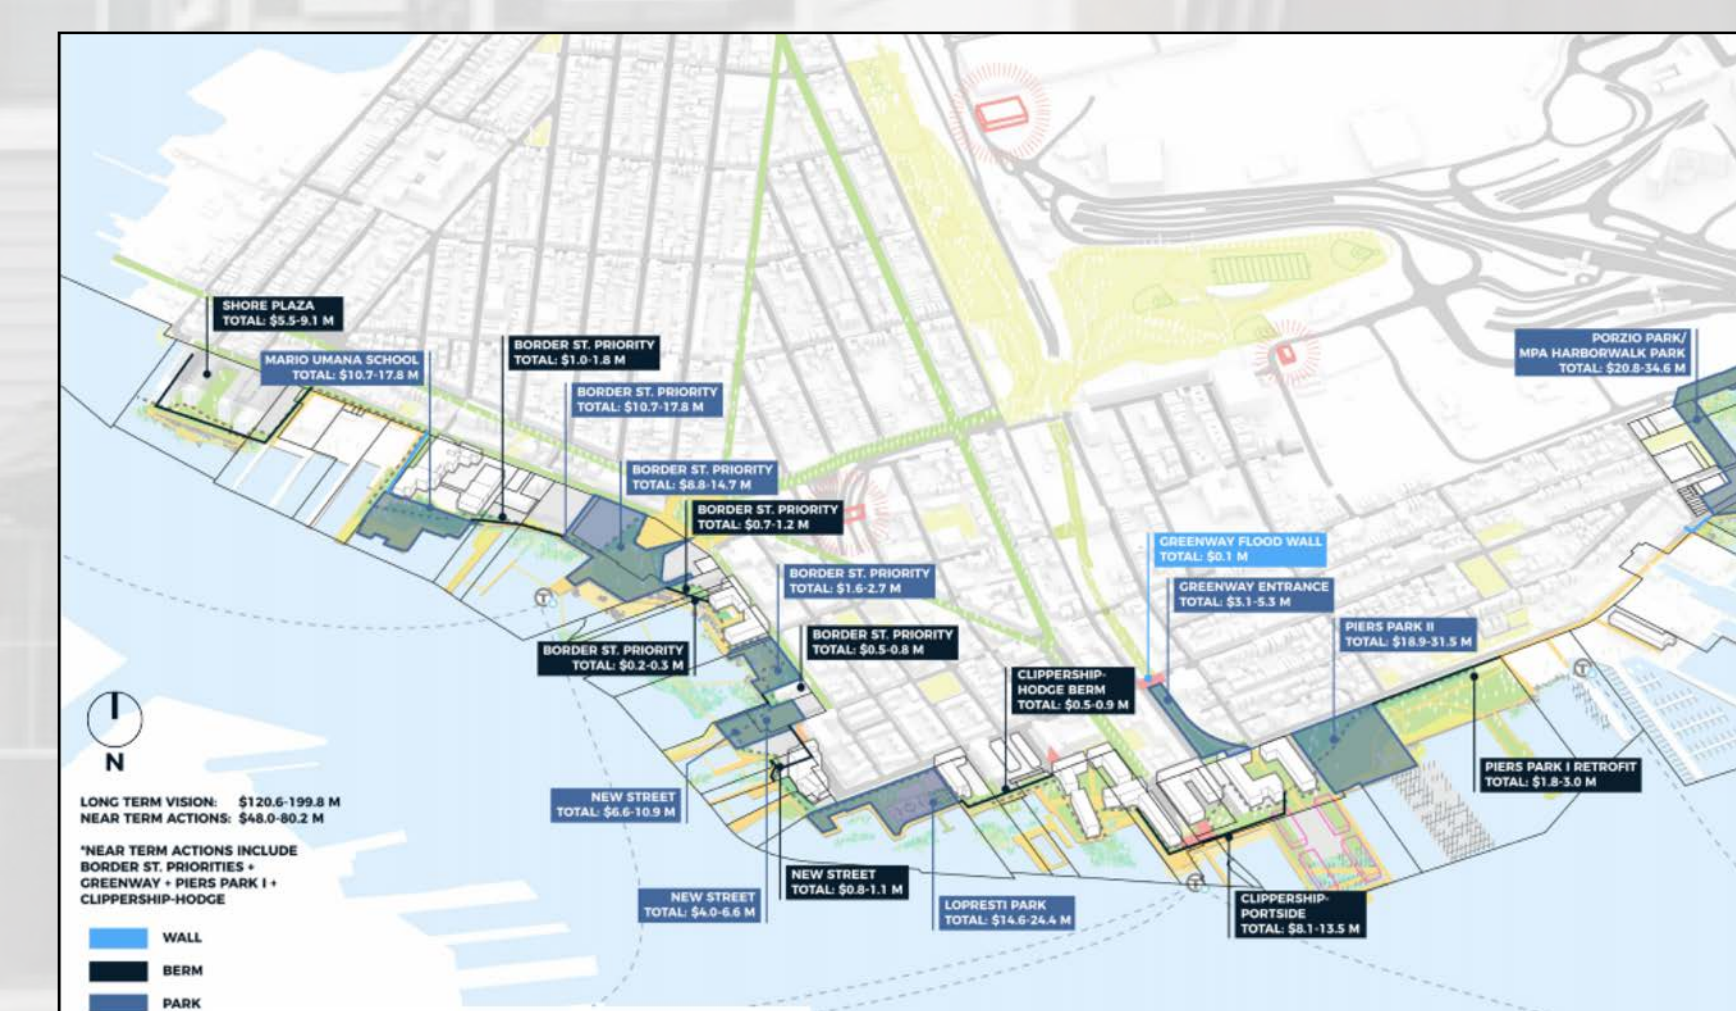 SHORE PLAZA
TOTAL: $5.5-9.1 M
MARIO UMANA SCHOOL
TOTAL: $10.7-17.8 M
BORDER ST. PRIORITY
TOTAL: $1.0-1.8 M
BORDER ST. PRIORITY
TOTAL: $10.7-17.8 M
BORDER ST. PRIORITY
TOTAL: $8.8-14.7 M
BORDER ST. PRIORITY
TOTAL: $0.7-1.2 M
BORDER ST. PRIORITY
TOTAL: $1.6-2.7 M
BORDER ST. PRIORITY
TOTAL: $0.5-0.8 M
BORDER ST. PRIORITY
TOTAL: $0.2-0.3 M
PORZIO PARK/
MPA HARBORWALK PARK
TOTAL: $20.8-34.6 M
GREENWAY FLOOD WALL
TOTAL: $0.1 M
GREENWAY ENTRANCE
TOTAL: $3.1-5.3 M
PIERS PARK II
TOTAL: $18.9-31.5 M
CLIPPERSHIP-
HODGE BERM
TOTAL: $0.5-0.9 M
PIERS PARK I RETROFIT
TOTAL: $1.8-3.0 M
NEW STREET
TOTAL: $6.6-10.9 M
NEW STREET
TOTAL: $0.8-1.1 M
NEW STREET
TOTAL: $4.0-6.6 M
LOPRESTI PARK
TOTAL: $14.6-24.4 M
CLIPPERSHIP-
PORTSIDE
TOTAL: $8.1-13.5 M
T
T
T
N
LONG TERM VISION: $120.6-199.8 M
NEAR TERM ACTIONS: $48.0-80.2 M
*NEAR TERM ACTIONS INCLUDE
BORDER ST. PRIORITIES +
GREENWAY + PIERS PARK I +
CLIPPERSHIP-HODGE
WALL
BERM
PARK